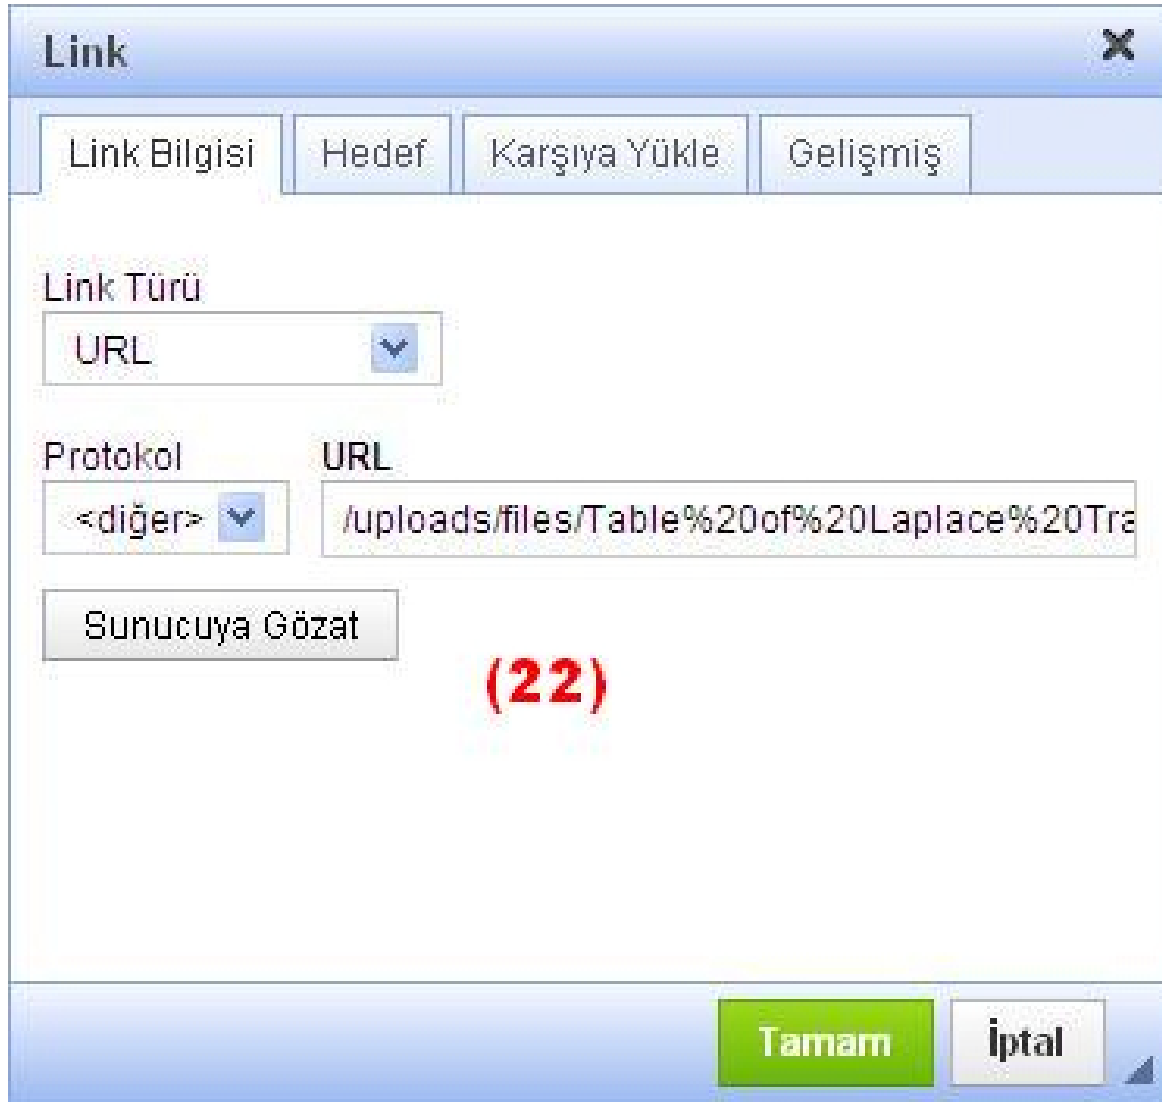 Link
Link Bilgisi Hedef Karşıya Yükle Gelişmiş
Link Türü
URL
Protokol URL
<diğer> /uploads/files/Table%20of%20Laplace%20Tra
Sunucuya Gözat
(22)
Tamam İptal